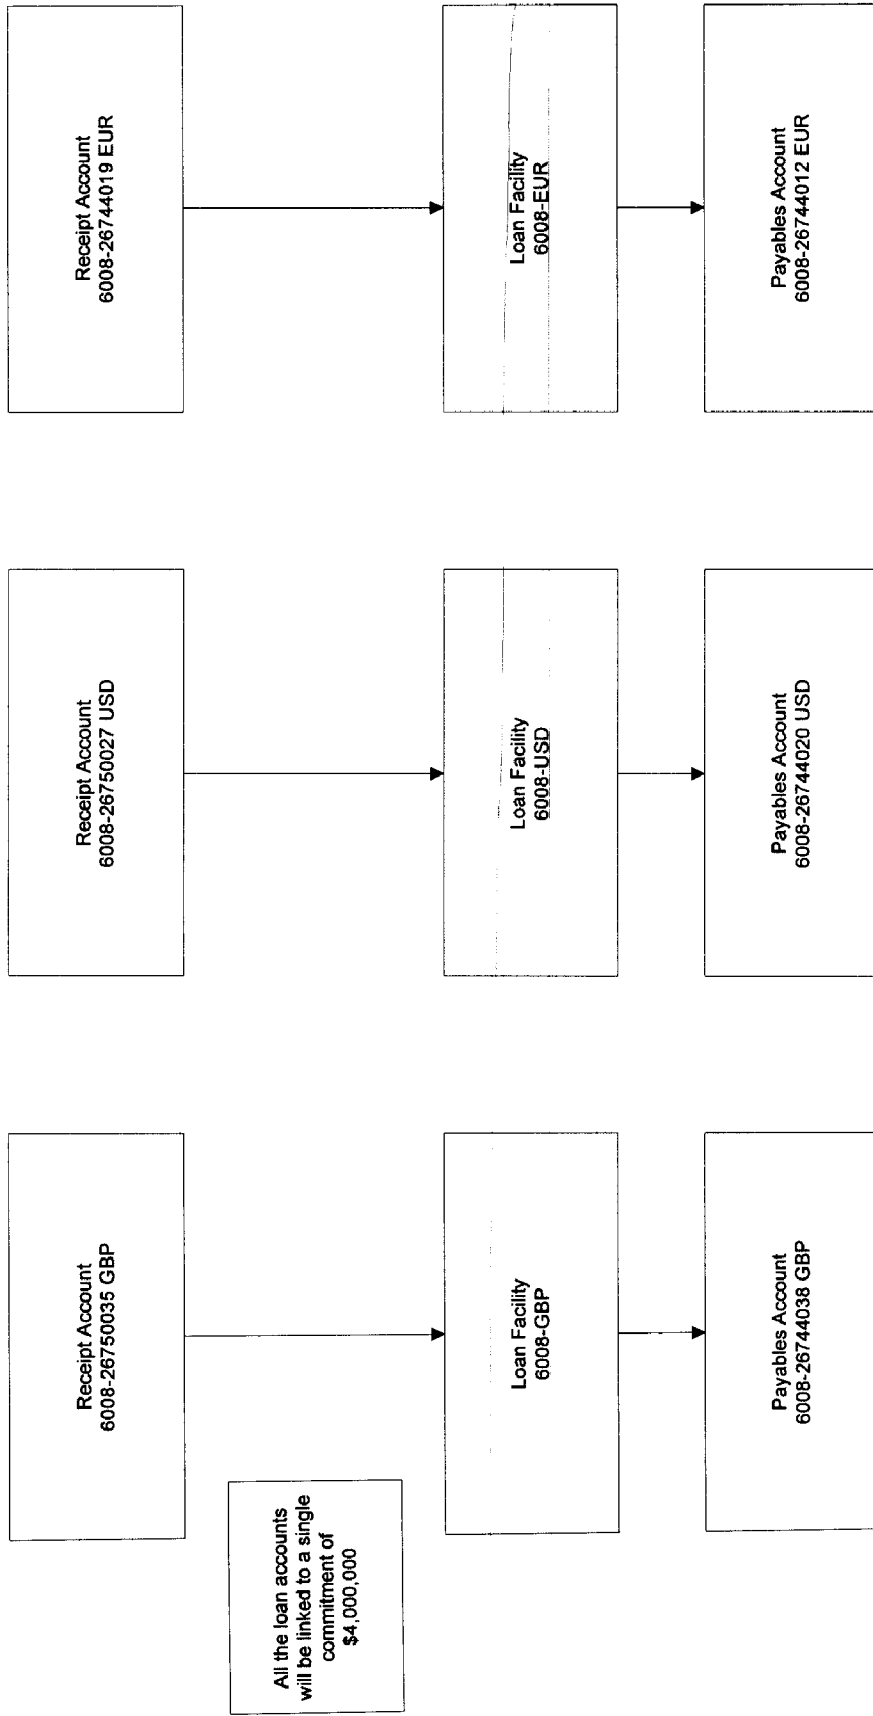 Receipt Account
6008-26750035 GBP
Receipt Account
6008-26750027 USD
Receipt Account
6008-26744019 EUR
All the loan accounts
will be linked to a single
commitment of
$4,000,000
Loan Facility
6008-GBP
Loan Facility
6008-USD
Loan Facility
6008-EUR
Payables Account
6008-26744038 GBP
Payables Account
6008-26744020 USD
Payables Account
6008-26744012 EUR